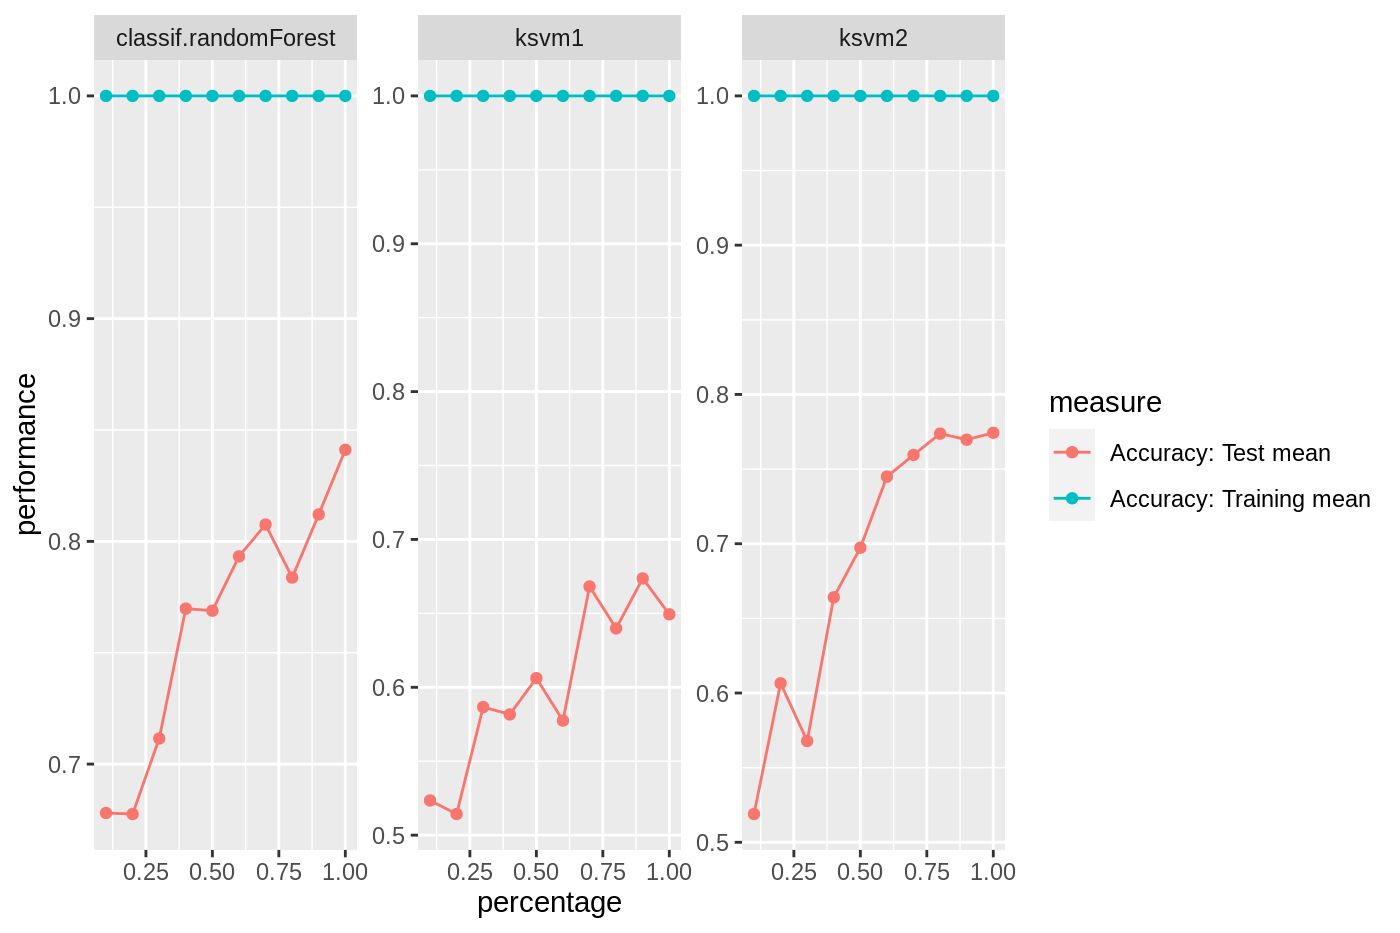 classif.randomForest ksvm1 ksvm2
1.0 1.0 1.0
0.9 0.9 0.9
0.8 0.8 0.8
0.7 0.7 0.7
0.6 0.6
0.5 0.5
0.25 0.50 0.75 1.00 0.25 0.50 0.75 1.00 0.25 0.50 0.75 1.00
percentage
performance
measure
Accuracy: Test mean
Accuracy: Training mean